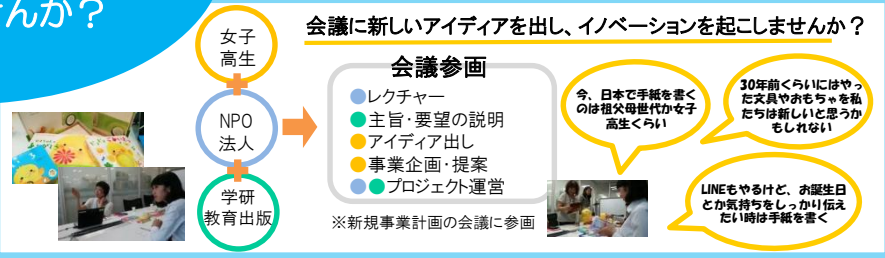 んか？
会議に新しいアイディアを出し、イノベーションを起こしませんか？
女子
高生
NPO
法人
学研
教育出版
会議参画
レクチャー
主旨・要望の説明
アイディア出し
事業企画・提案
プロジェクト運営
※新規事業計画の会議に参画
今、日本で手紙を書く
のは祖父母世代か女子
高生くらい
30年前くらいにはやっ
た文具やおもちゃを私
たちは新しいと思うか
もしれない
LINEもやるけど、お誕生日
とか気持ちをしっかり伝え
たい時は手紙を書く